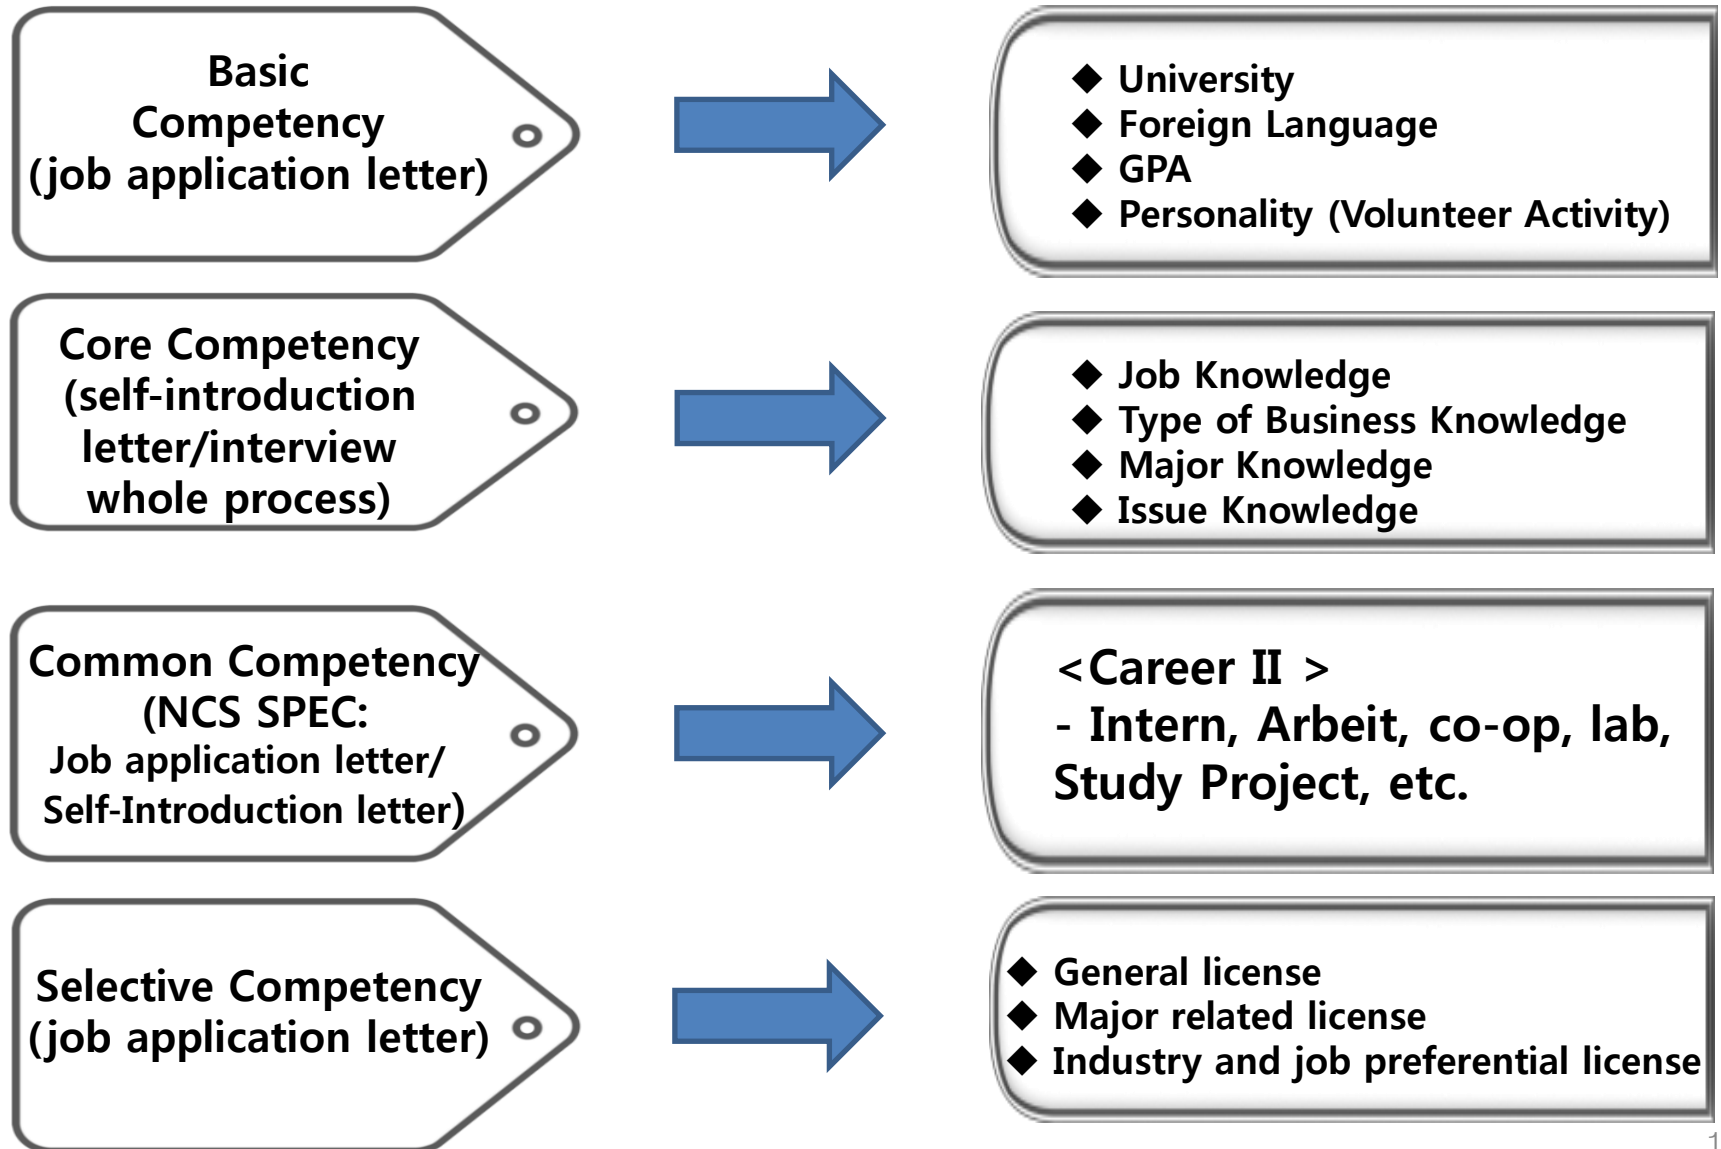 Basic
Competency
(job application letter)
◆ University
◆ Foreign Language
◆ GPA
◆ Personality (Volunteer Activity)
Core Competency
(self-introduction
letter/interview
whole process)
◆ Job Knowledge
◆ Type of Business Knowledge
◆ Major Knowledge
◆ Issue Knowledge
Common Competency
(NCS SPEC:
Job application letter/
Self-Introduction letter)
<Career II >
- Intern, Arbeit, co-op, lab,
Study Project, etc.
Selective Competency
(job application letter)
◆ General license
◆ Major related license
◆ Industry and job preferential license
1